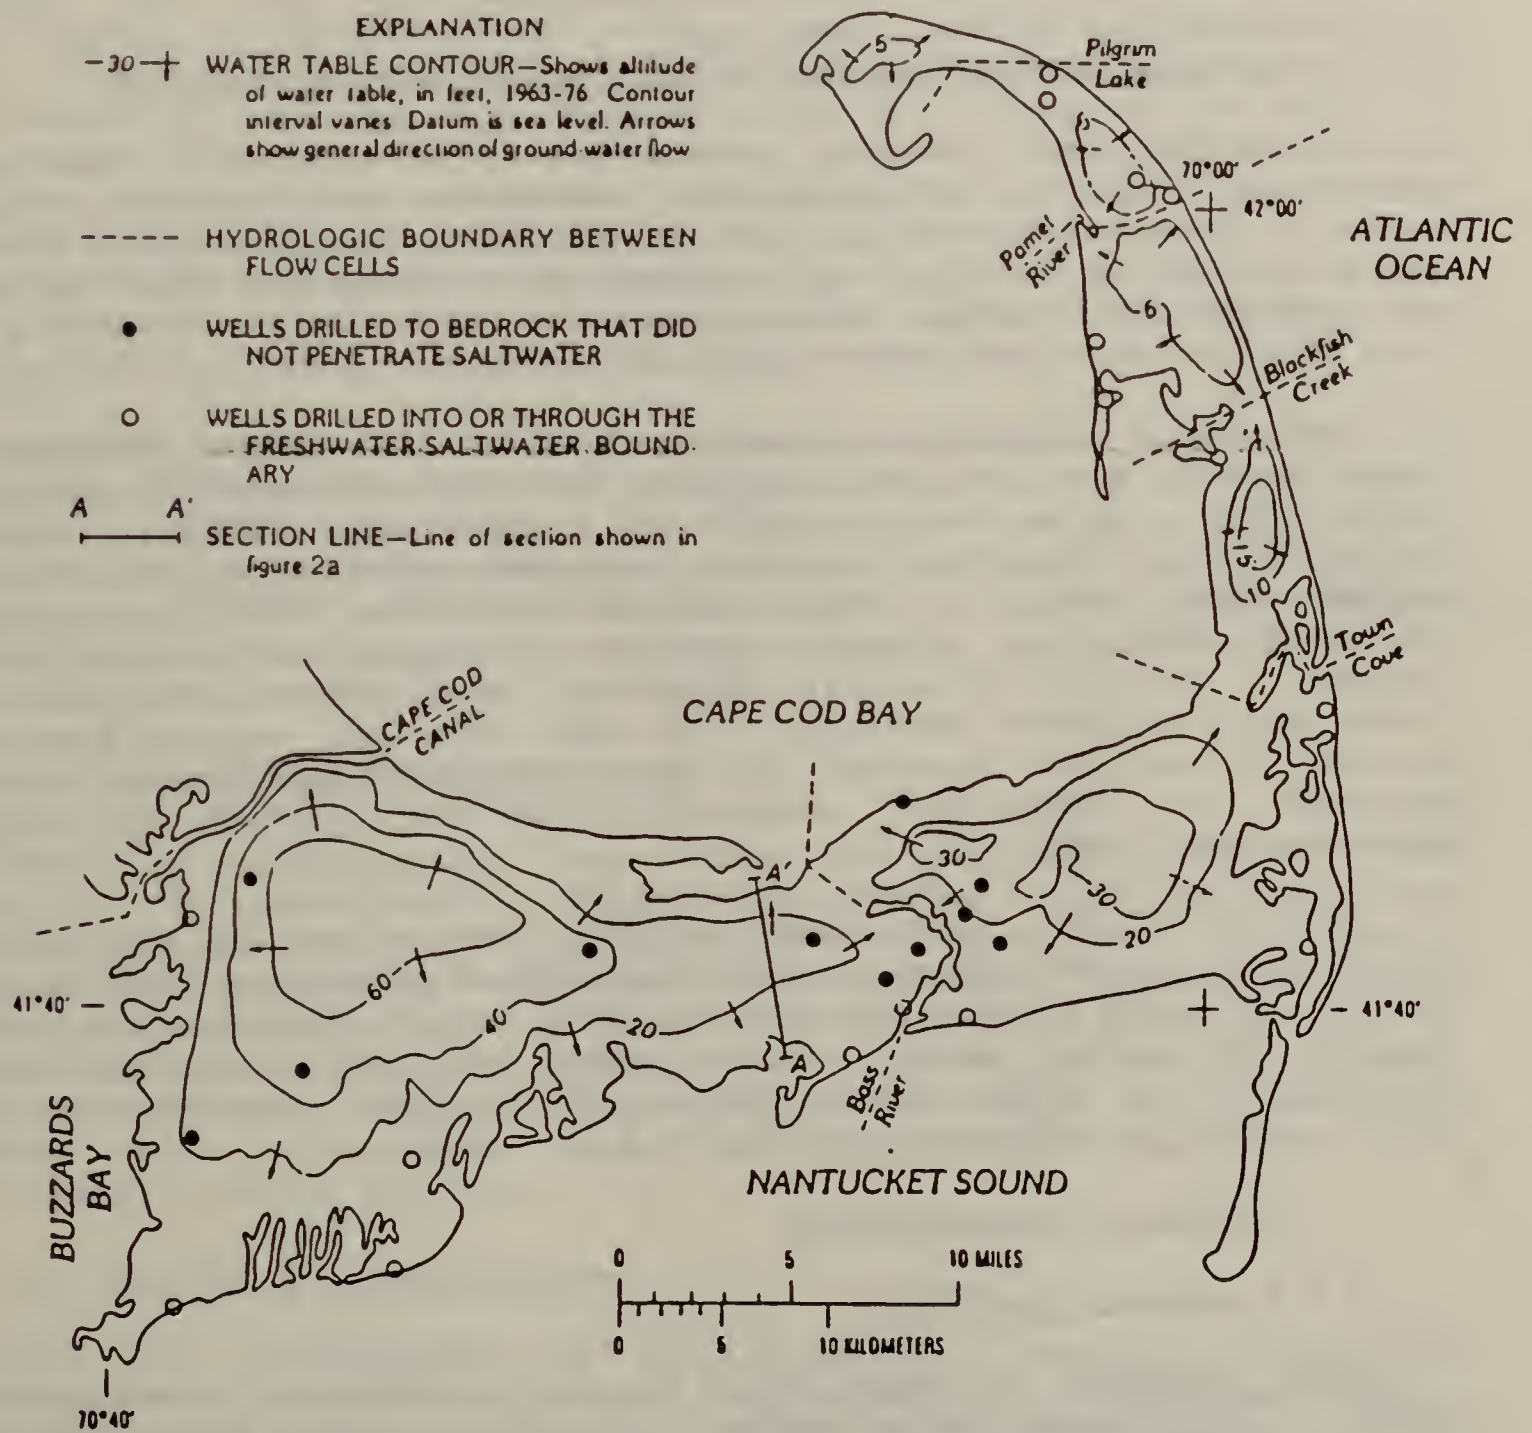 EXPLANATION
-30-+ WATER TABLE CONTOUR—Shows altitude
of water table, in feet, 1963-76 Contour
interval varies Datum is sea level. Arrows
show general direction of ground-water flow
HYDROLOGIC BOUNDARY BETWEEN
FLOW CELLS
WELLS DRILLED TO BEDROCK THAT DID
NOT PENETRATE SALTWATER
WELLS DRILLED INTO OR THROUGH THE
FRESHWATER-SALTWATER BOUND-
ARY
A A'
SECTION LINE—Line of section shown in
figure 2a
5
Pilgrim
Lake
70°00'
42°00'
Pamet
River
ATLANTIC
OCEAN
6
Blackfish
Creek
15
10
Town
Cove
CAPE COD
CANAL
CAPE COD BAY
A'
30
30
20
60
40
20
41°40'
41°40'
A
Bass
River
BUZZARDS
BAY
NANTUCKET SOUND
0 5 10 MILES
0 5 10 KILOMETERS
70°40'